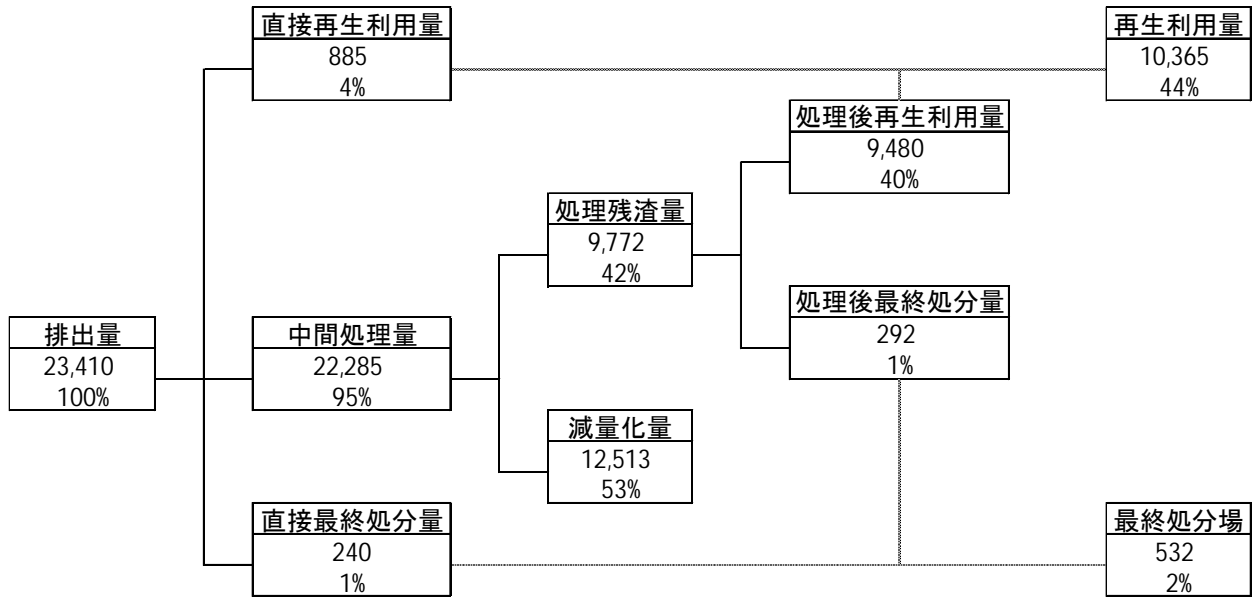 直接再生利用量
885
4%
再生利用量
10,365
44%
処理後再生利用量
9,480
40%
処理残渣量
9,772
42%
処理後最終処分量
292
1%
排出量
23,410
100%
中間処理量
22,285
95%
減量化量
12,513
53%
直接最終処分量
240
1%
最終処分場
532
2%